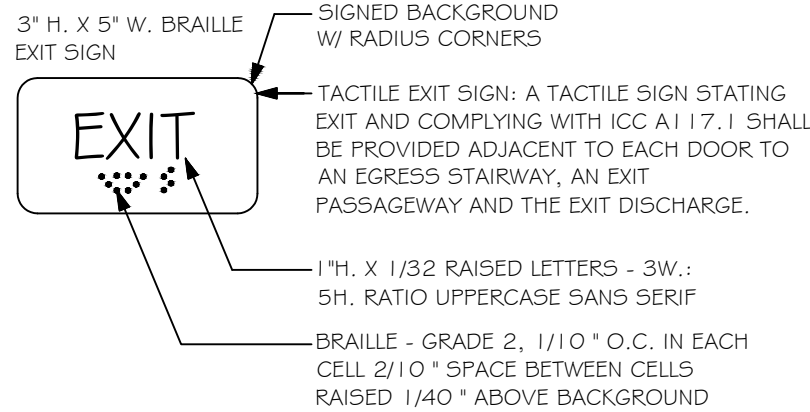 3" H. X 5" W. BRAILLE
EXIT SIGN
SIGNED BACKGROUND
W/ RADIUS CORNERS
EXIT
TACTILE EXIT SIGN: A TACTILE SIGN STATING
EXIT AND COMPLYING WITH ICC A117.1 SHALL
BE PROVIDED ADJACENT TO EACH DOOR TO
AN EGRESS STAIRWAY, AN EXIT
PASSAGEWAY AND THE EXIT DISCHARGE.
1"H. X 1/32 RAISED LETTERS - 3W.:
5H. RATIO UPPERCASE SANS SERIF
BRAILLE - GRADE 2, 1/10 " O.C. IN EACH
CELL 2/10 " SPACE BETWEEN CELLS
RAISED 1/40 " ABOVE BACKGROUND